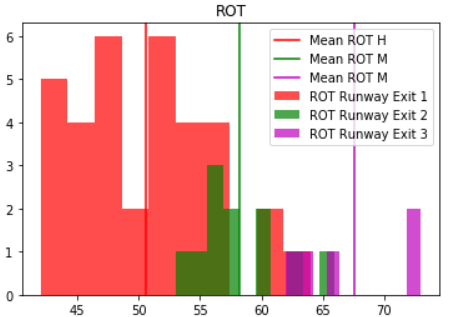 ROT
Mean ROT H
Mean ROT M
Mean ROT M
ROT Runway Exit 1
ROT Runway Exit 2
ROT Runway Exit 3
6
5
4
3
2
1
0
45 50 55 60 65 70